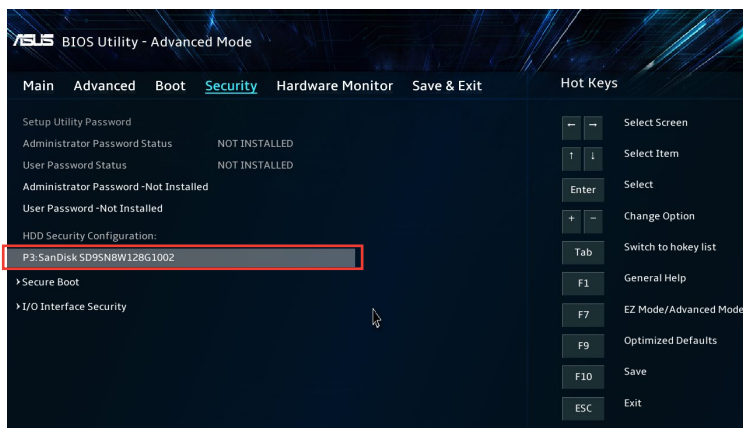 ASUS BIOS Utility - Advanced Mode
Main Advanced Boot Security Hardware Monitor Save & Exit
Setup Utility Password
Administrator Password Status NOT INSTALLED
User Password Status NOT INSTALLED
Administrator Password -Not Installed
User Password -Not Installed
HDD Security Configuration:
P3:SanDisk SD9SN8W128G1002
›Secure Boot
›I/O Interface Security
Hot Keys
← → Select Screen
↑ ↓ Select Item
Enter Select
+ − Change Option
Tab Switch to hokey list
F1 General Help
F7 EZ Mode/Advanced Mode
F9 Optimized Defaults
F10 Save
ESC Exit